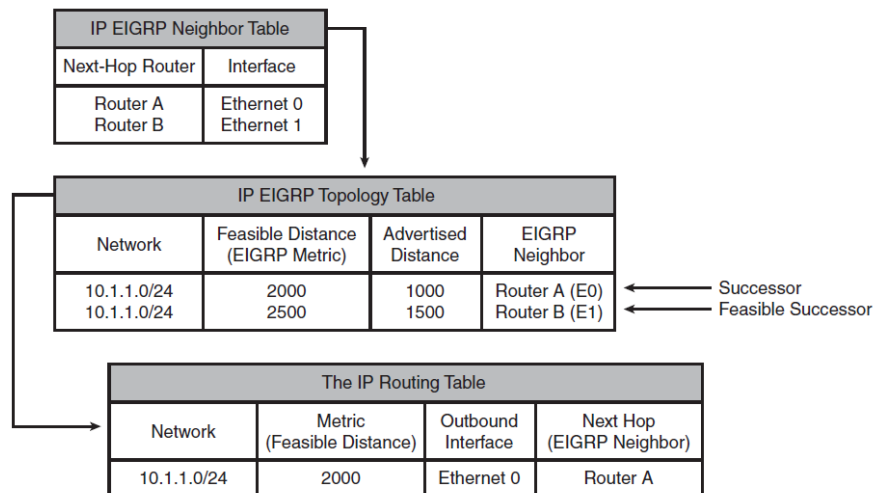 IP EIGRP Neighbor Table
Next-Hop Router Interface
Router A Ethernet 0
Router B Ethernet 1
IP EIGRP Topology Table
Network Feasible Distance (EIGRP Metric) Advertised Distance EIGRP Neighbor
10.1.1.0/24 2000 1000 Router A (E0) Successor
10.1.1.0/24 2500 1500 Router B (E1) Feasible Successor
The IP Routing Table
Network Metric (Feasible Distance) Outbound Interface Next Hop (EIGRP Neighbor)
10.1.1.0/24 2000 Ethernet 0 Router A